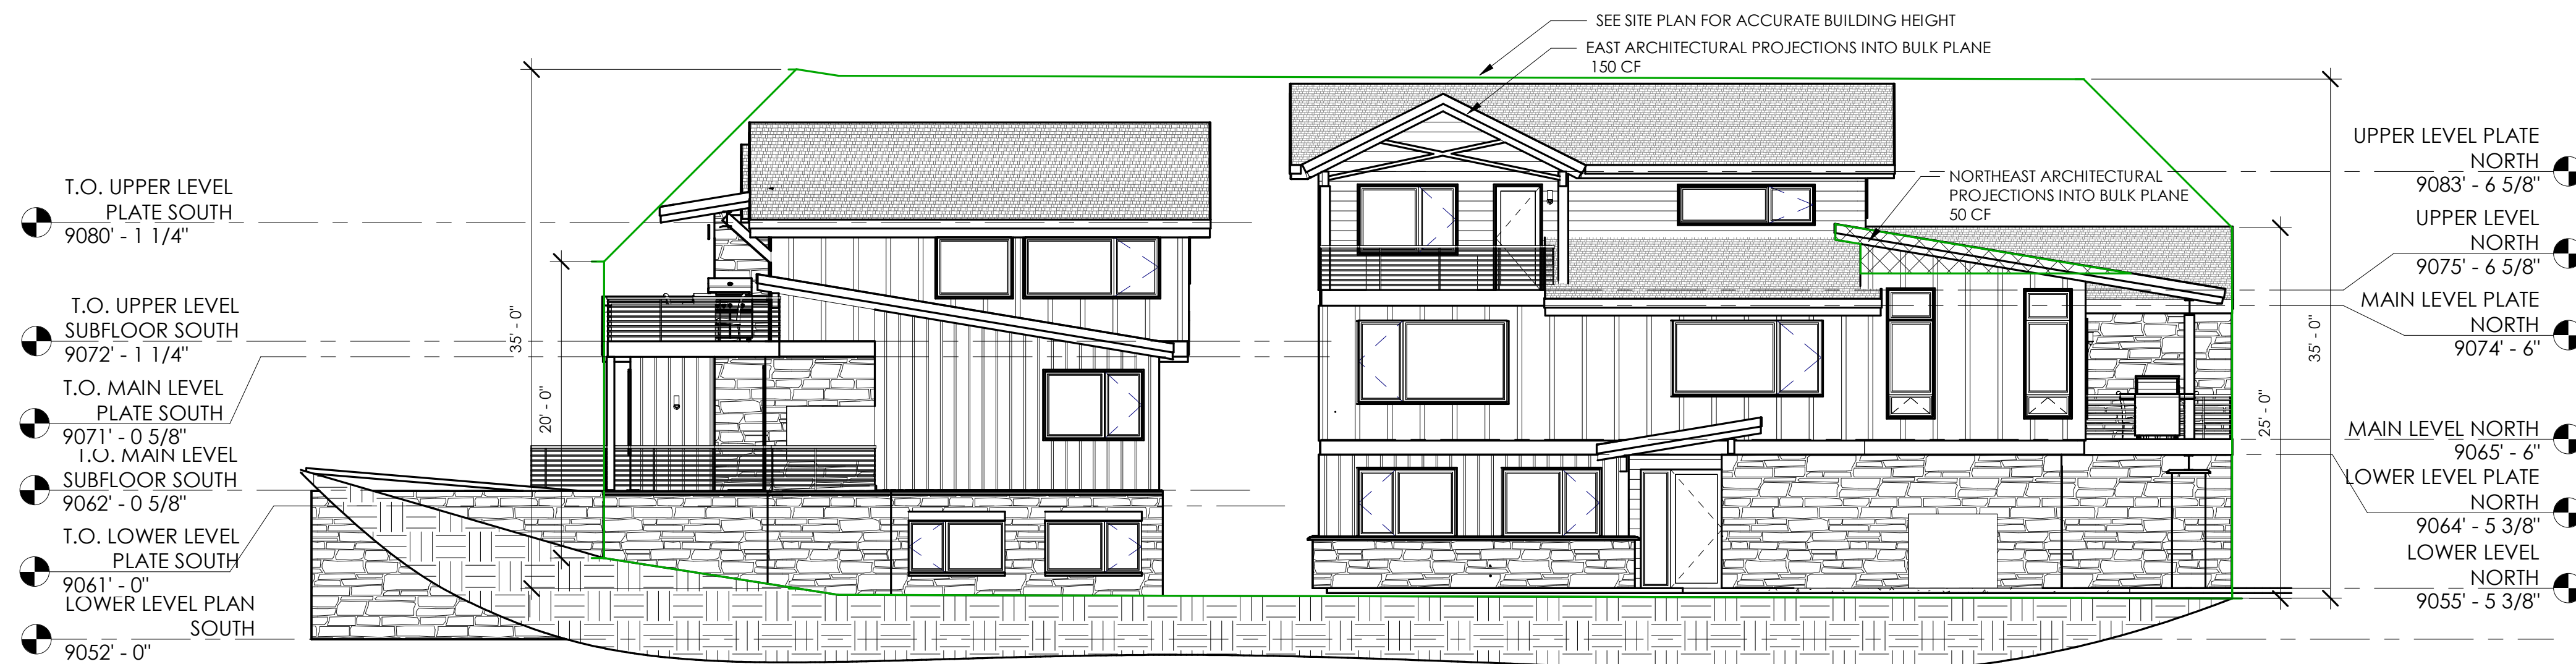 SEE SITE PLAN FOR ACCURATE BUILDING HEIGHT
EAST ARCHITECTURAL PROJECTIONS INTO BULK PLANE
150 CF
T.O. UPPER LEVEL
PLATE SOUTH
9080' - 1 1/4"
T.O. UPPER LEVEL
SUBFLOOR SOUTH
9072' - 1 1/4"
T.O. MAIN LEVEL
PLATE SOUTH
9071' - 0 5/8"
T.O. MAIN LEVEL
SUBFLOOR SOUTH
9062' - 0 5/8"
T.O. LOWER LEVEL
PLATE SOUTH
9061' - 0"
LOWER LEVEL PLAN
SOUTH
9052' - 0"
35' - 0"
20' - 0"
NORTHEAST ARCHITECTURAL
PROJECTIONS INTO BULK PLANE
50 CF
25' - 0"
35' - 0"
UPPER LEVEL PLATE
NORTH
9083' - 6 5/8"
UPPER LEVEL
NORTH
9075' - 6 5/8"
MAIN LEVEL PLATE
NORTH
9074' - 6"
MAIN LEVEL NORTH
9065' - 6"
LOWER LEVEL PLATE
NORTH
9064' - 5 3/8"
LOWER LEVEL
NORTH
9055' - 5 3/8"